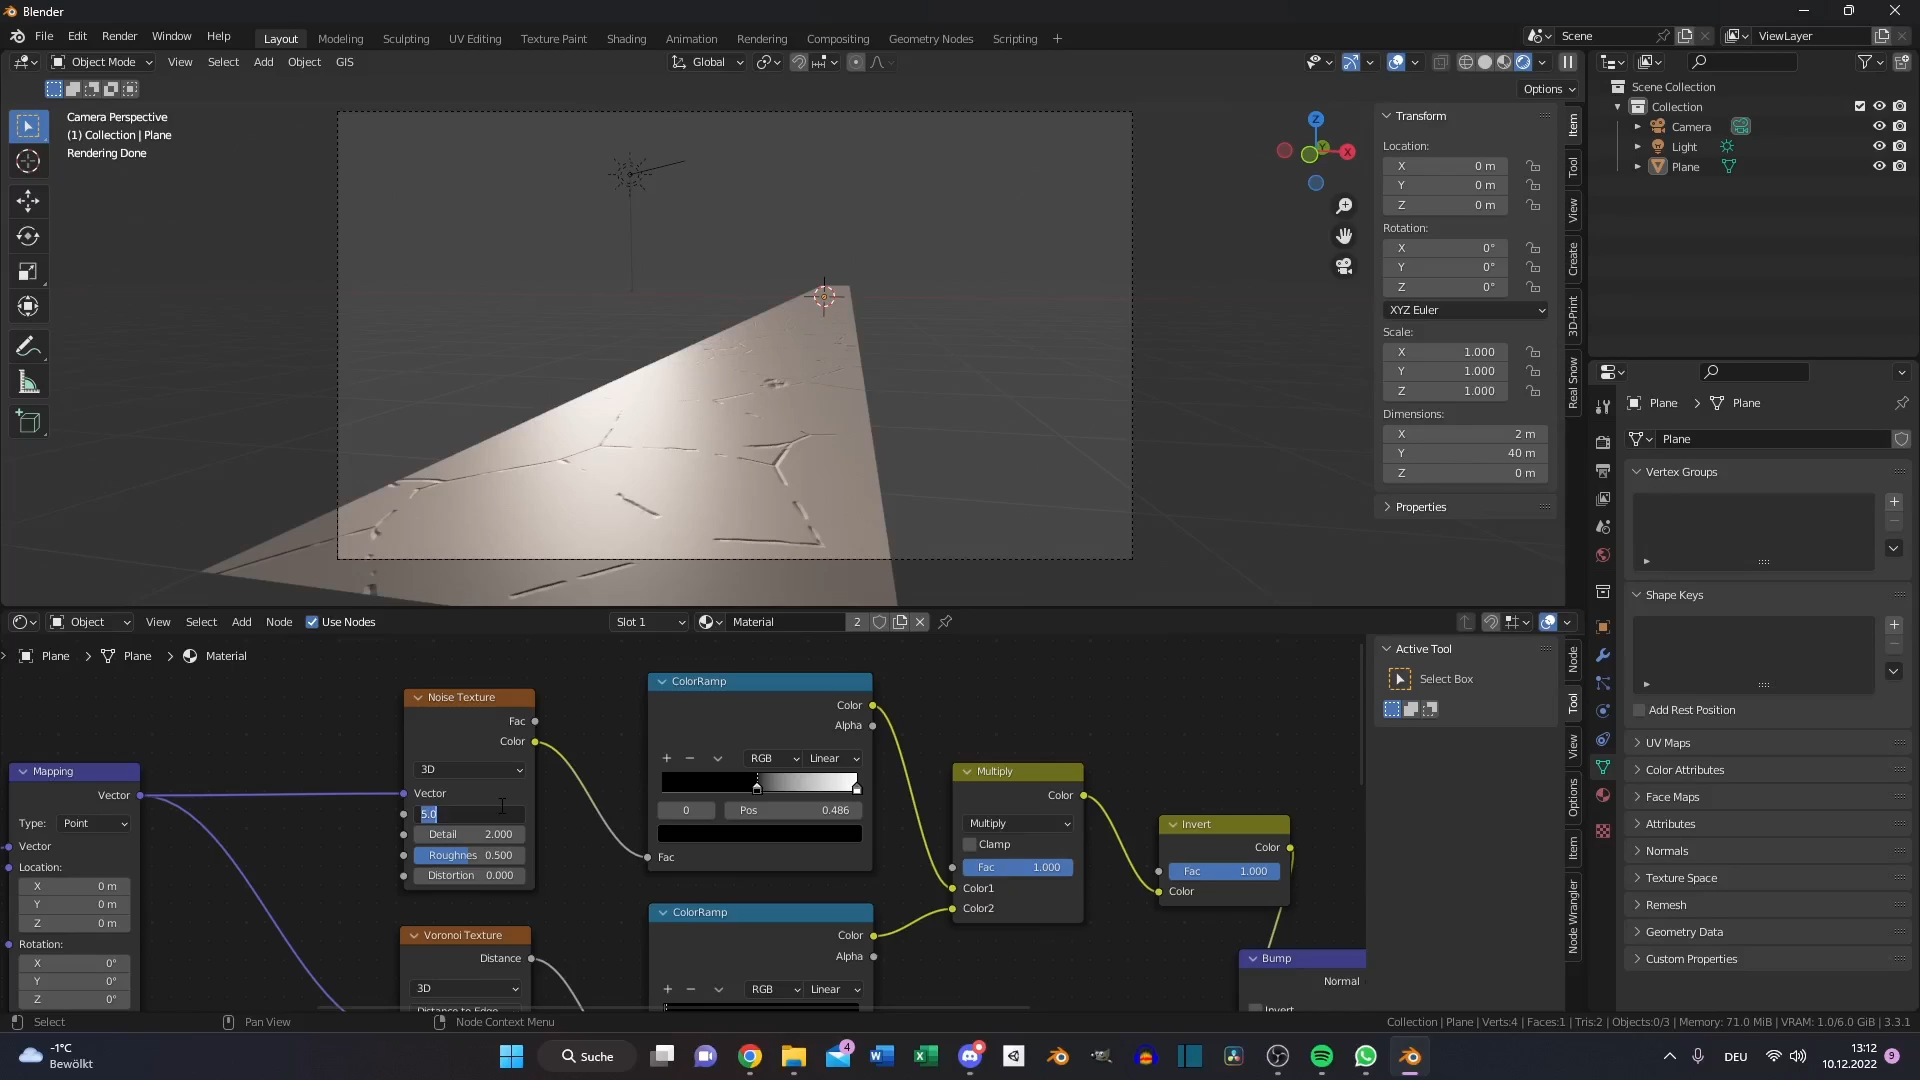 Blender
File Edit Render Window Help
Layout Modeling Sculpting UV Editing Texture Paint Shading Animation Rendering Compositing Geometry Nodes Scripting +
Scene ViewLayer
Object Mode View Select Add Object GIS
Global
Options
Camera Perspective
(1) Collection | Plane
Rendering Done
Z
Y
X
Transform
Location:
X 0 m
Y 0 m
Z 0 m
Rotation:
X 0°
Y 0°
Z 0°
XYZ Euler
Scale:
X 1.000
Y 1.000
Z 1.000
Dimensions:
X 2 m
Y 40 m
Z 0 m
Properties
Item
Tool
View
Create
3D-Print
Real Snow
Scene Collection
Collection
Camera
Light
Plane
Plane > Plane
Plane
Vertex Groups
Shape Keys
Add Rest Position
UV Maps
Color Attributes
Face Maps
Attributes
Normals
Texture Space
Remesh
Geometry Data
Custom Properties
Object View Select Add Node Use Nodes
Slot 1 Material 2
Plane > Plane > Material
Mapping
Vector
Type: Point
Vector
Location:
X 0 m
Y 0 m
Z 0 m
Rotation:
X 0°
Y 0°
Z 0°
Noise Texture
Fac
Color
3D
Vector
5.0
Detail 2.000
Roughnes 0.500
Distortion 0.000
Voronoi Texture
Distance
3D
Distance to Edge
ColorRamp
Color
Alpha
RGB Linear
0 Pos 0.486
Fac
ColorRamp
Color
Alpha
RGB Linear
Multiply
Color
Multiply
Clamp
Fac 1.000
Color1
Color2
Invert
Color
Fac 1.000
Color
Bump
Normal
Invert
Active Tool
Select Box
Node
Tool
View
Options
Item
Node Wrangler
Select Pan View Node Context Menu
Collection | Plane | Verts:4 | Faces:1 | Tris:2 | Objects:0/3 | Memory: 71.0 MiB | VRAM: 1.0/6.0 GiB | 3.3.1
-1°C
Bewölkt
Suche
4
DEU
13:12
10.12.2022
9